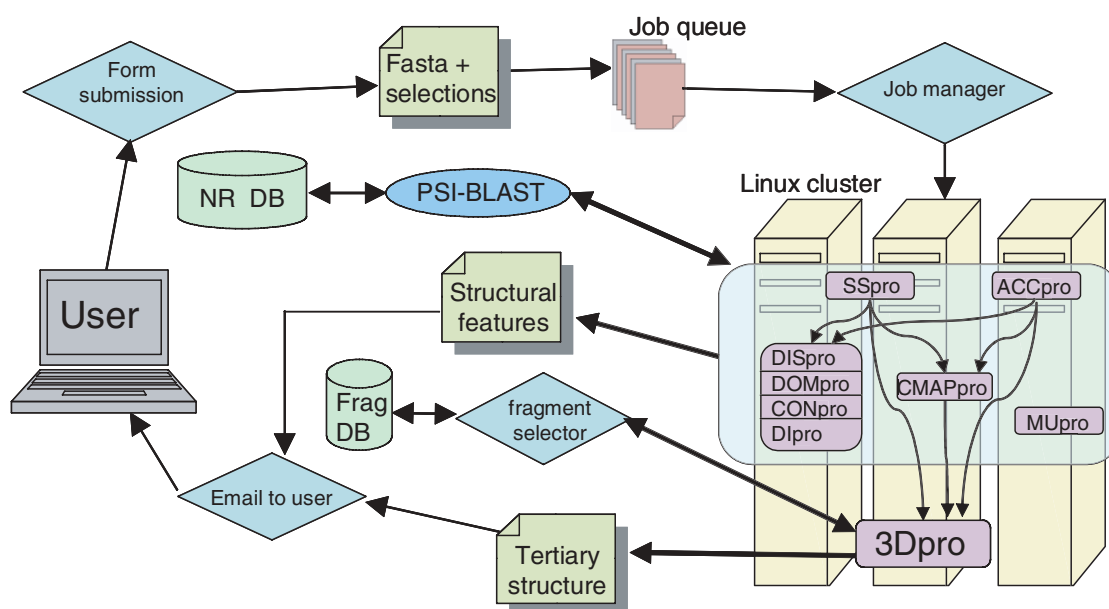 Form
submission
Fasta +
selections
Job queue
Job manager
NR DB
PSI-BLAST
Linux cluster
User
Structural
features
SSpro
ACCpro
DISpro
DOMpro
CONpro
DIpro
CMAPpro
MUpro
Frag
DB
fragment
selector
Email to user
Tertiary
structure
3Dpro